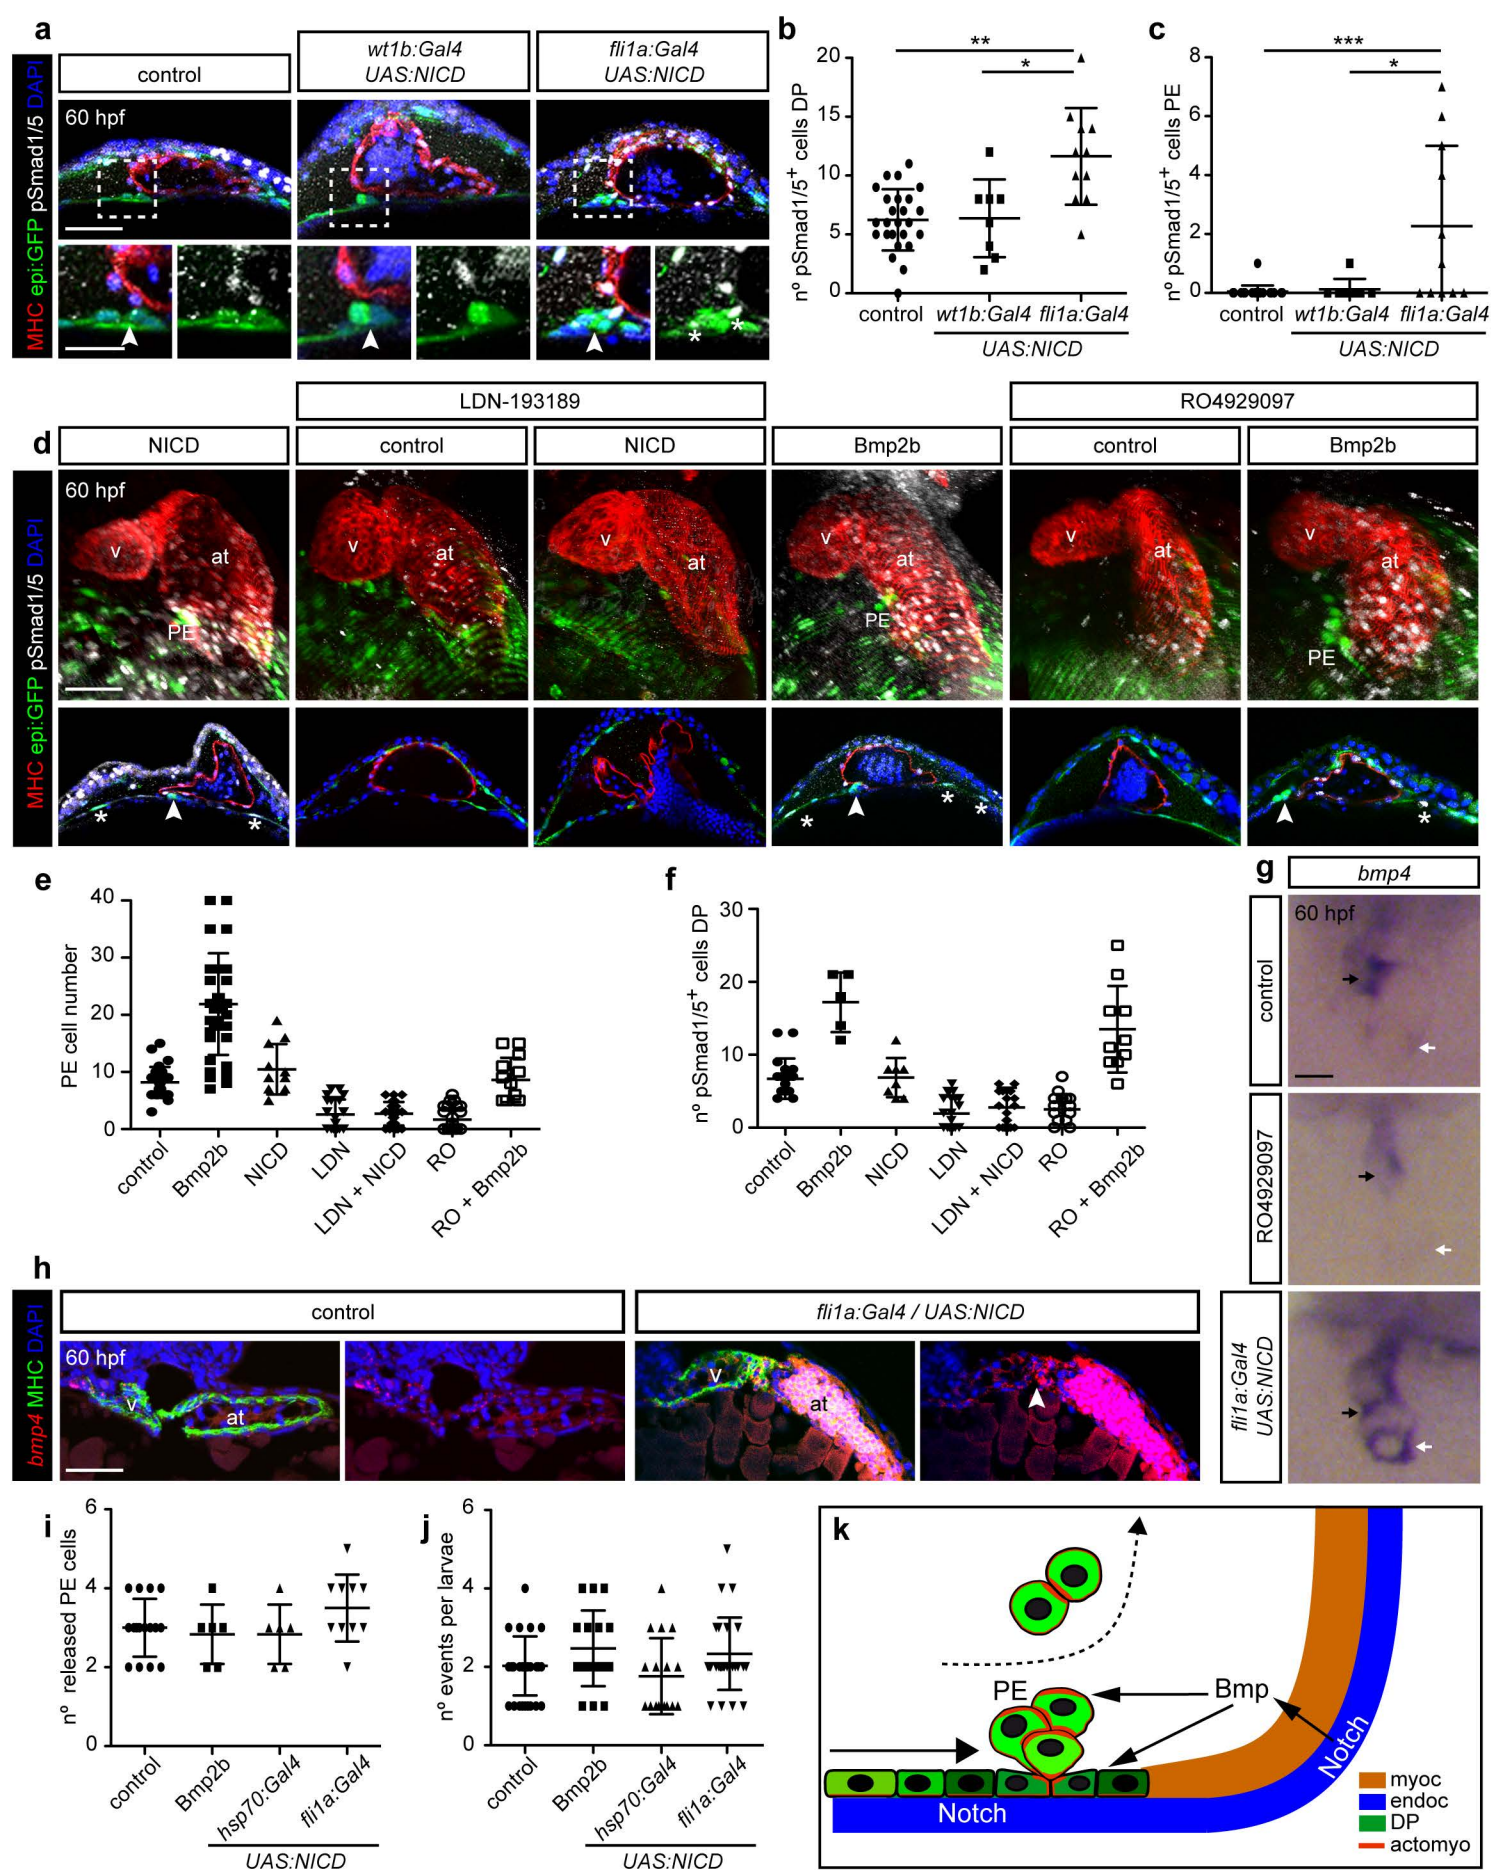 a
MHC epi:GFP pSmad1/5 DAPI
control
wt1b:Gal4
UAS:NICD
fli1a:Gal4
UAS:NICD
60 hpf
*
*
b
nº pSmad1/5+ cells DP
20
15
10
5
0
**
*
control
wt1b:Gal4
fli1a:Gal4
UAS:NICD
c
nº pSmad1/5+ cells PE
8
6
4
2
0
***
*
control
wt1b:Gal4
fli1a:Gal4
UAS:NICD
LDN-193189
RO4929097
d
MHC epi:GFP pSmad1/5 DAPI
NICD
control
NICD
Bmp2b
control
Bmp2b
60 hpf
v
at
PE
v
at
v
at
v
at
PE
v
at
v
at
PE
*
*
*
*
*
*
e
PE cell number
40
30
20
10
0
control
Bmp2b
NICD
LDN
LDN + NICD
RO
RO + Bmp2b
f
nº pSmad1/5+ cells DP
30
20
10
0
control
Bmp2b
NICD
LDN
LDN + NICD
RO
RO + Bmp2b
g
bmp4
control
60 hpf
RO4929097
fli1a:Gal4
UAS:NICD
h
bmp4 MHC DAPI
control
fli1a:Gal4 / UAS:NICD
60 hpf
v
at
v
at
i
nº released PE cells
6
4
2
0
control
Bmp2b
hsp70:Gal4
fli1a:Gal4
UAS:NICD
j
nº events per larvae
6
4
2
0
control
Bmp2b
hsp70:Gal4
fli1a:Gal4
UAS:NICD
k
PE
Bmp
Notch
Notch
myoc
endoc
DP
actomyo